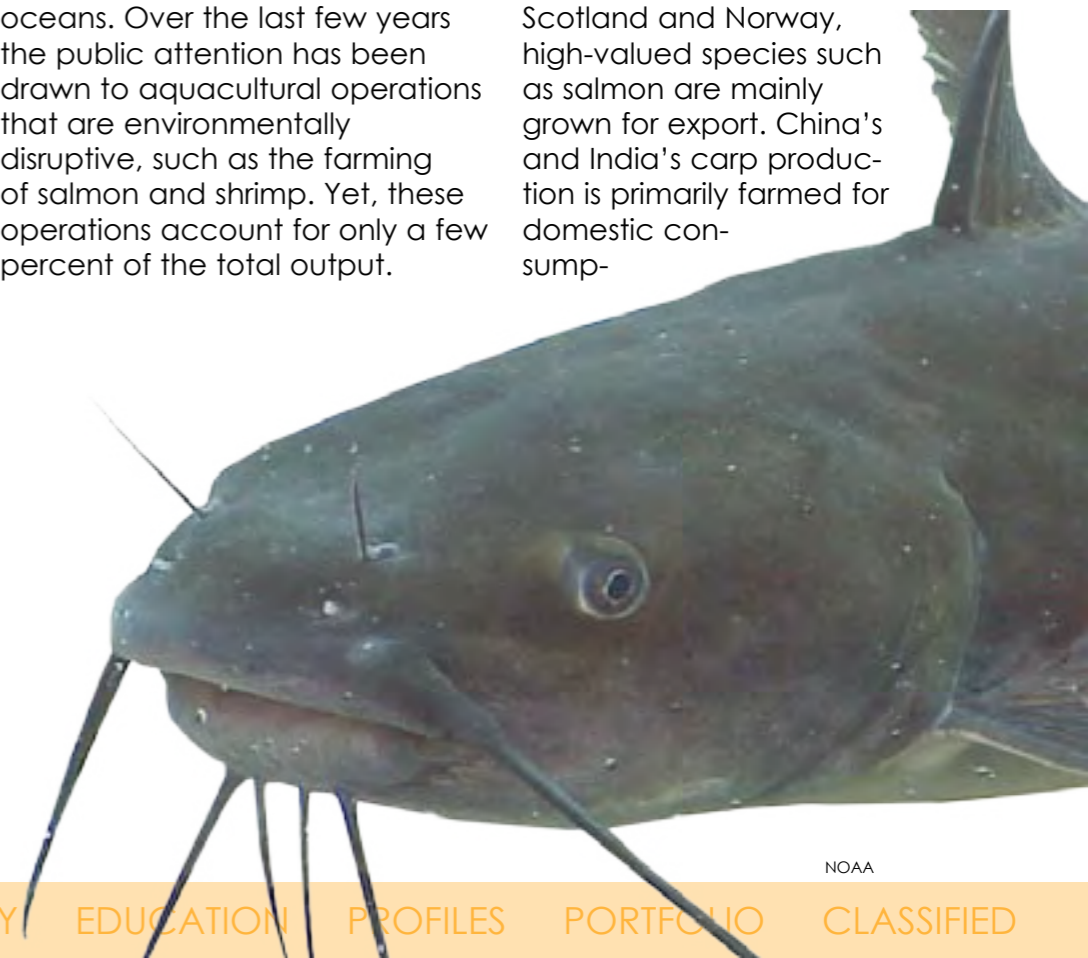 oceans. Over the last few years
the public attention has been
drawn to aquacultural operations
that are environmentally
disruptive, such as the farming
of salmon and shrimp. Yet, these
operations account for only a few
percent of the total output.
Scotland and Norway,
high-valued species such
as salmon are mainly
grown for export. China's
and India's carp produc-
tion is primarily farmed for
domestic con-
sump-
NOAA
Y EDUCATION PROFILES PORTFOLIO CLASSIFIED